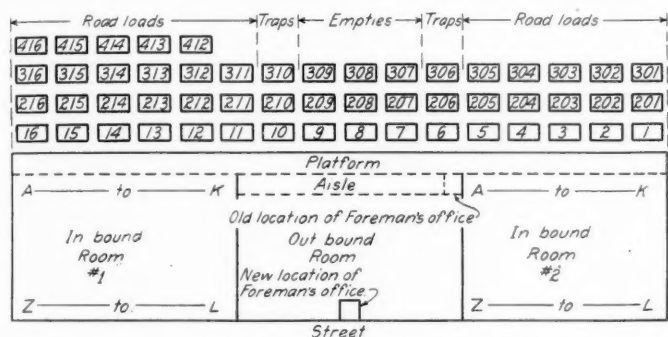 Road loads Traps Empties Traps Road loads
416 415 414 413 412
316 315 314 313 312 311 310 309 308 307 306 305 304 303 302 301
216 215 214 213 212 211 210 209 208 207 206 205 204 203 202 201
16 15 14 13 12 11 10 9 8 7 6 5 4 3 2 1
Platform
A to K Aisle A to K
Old location of Foreman's office
In bound Room #1
Out bound Room
In bound Room #2
New location of Foreman's office
Z to L Z to L
Street